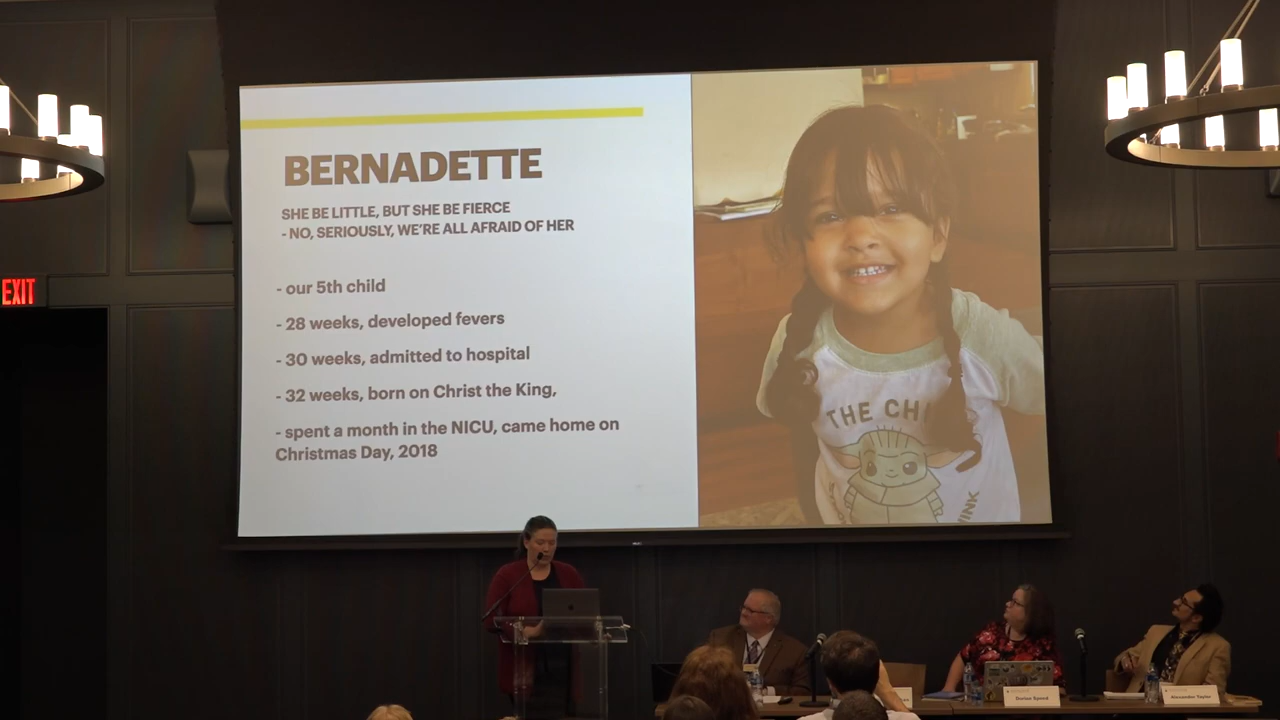 BERNADETTE
SHE BE LITTLE, BUT SHE BE FIERCE
- NO, SERIOUSLY, WE'RE ALL AFRAID OF HER
- our 5th child
- 28 weeks, developed fevers
- 30 weeks, admitted to hospital
- 32 weeks, born on Christ the King,
- spent a month in the NICU, came home on
Christmas Day, 2018
THE CHI
EXIT
Alexander Taylor